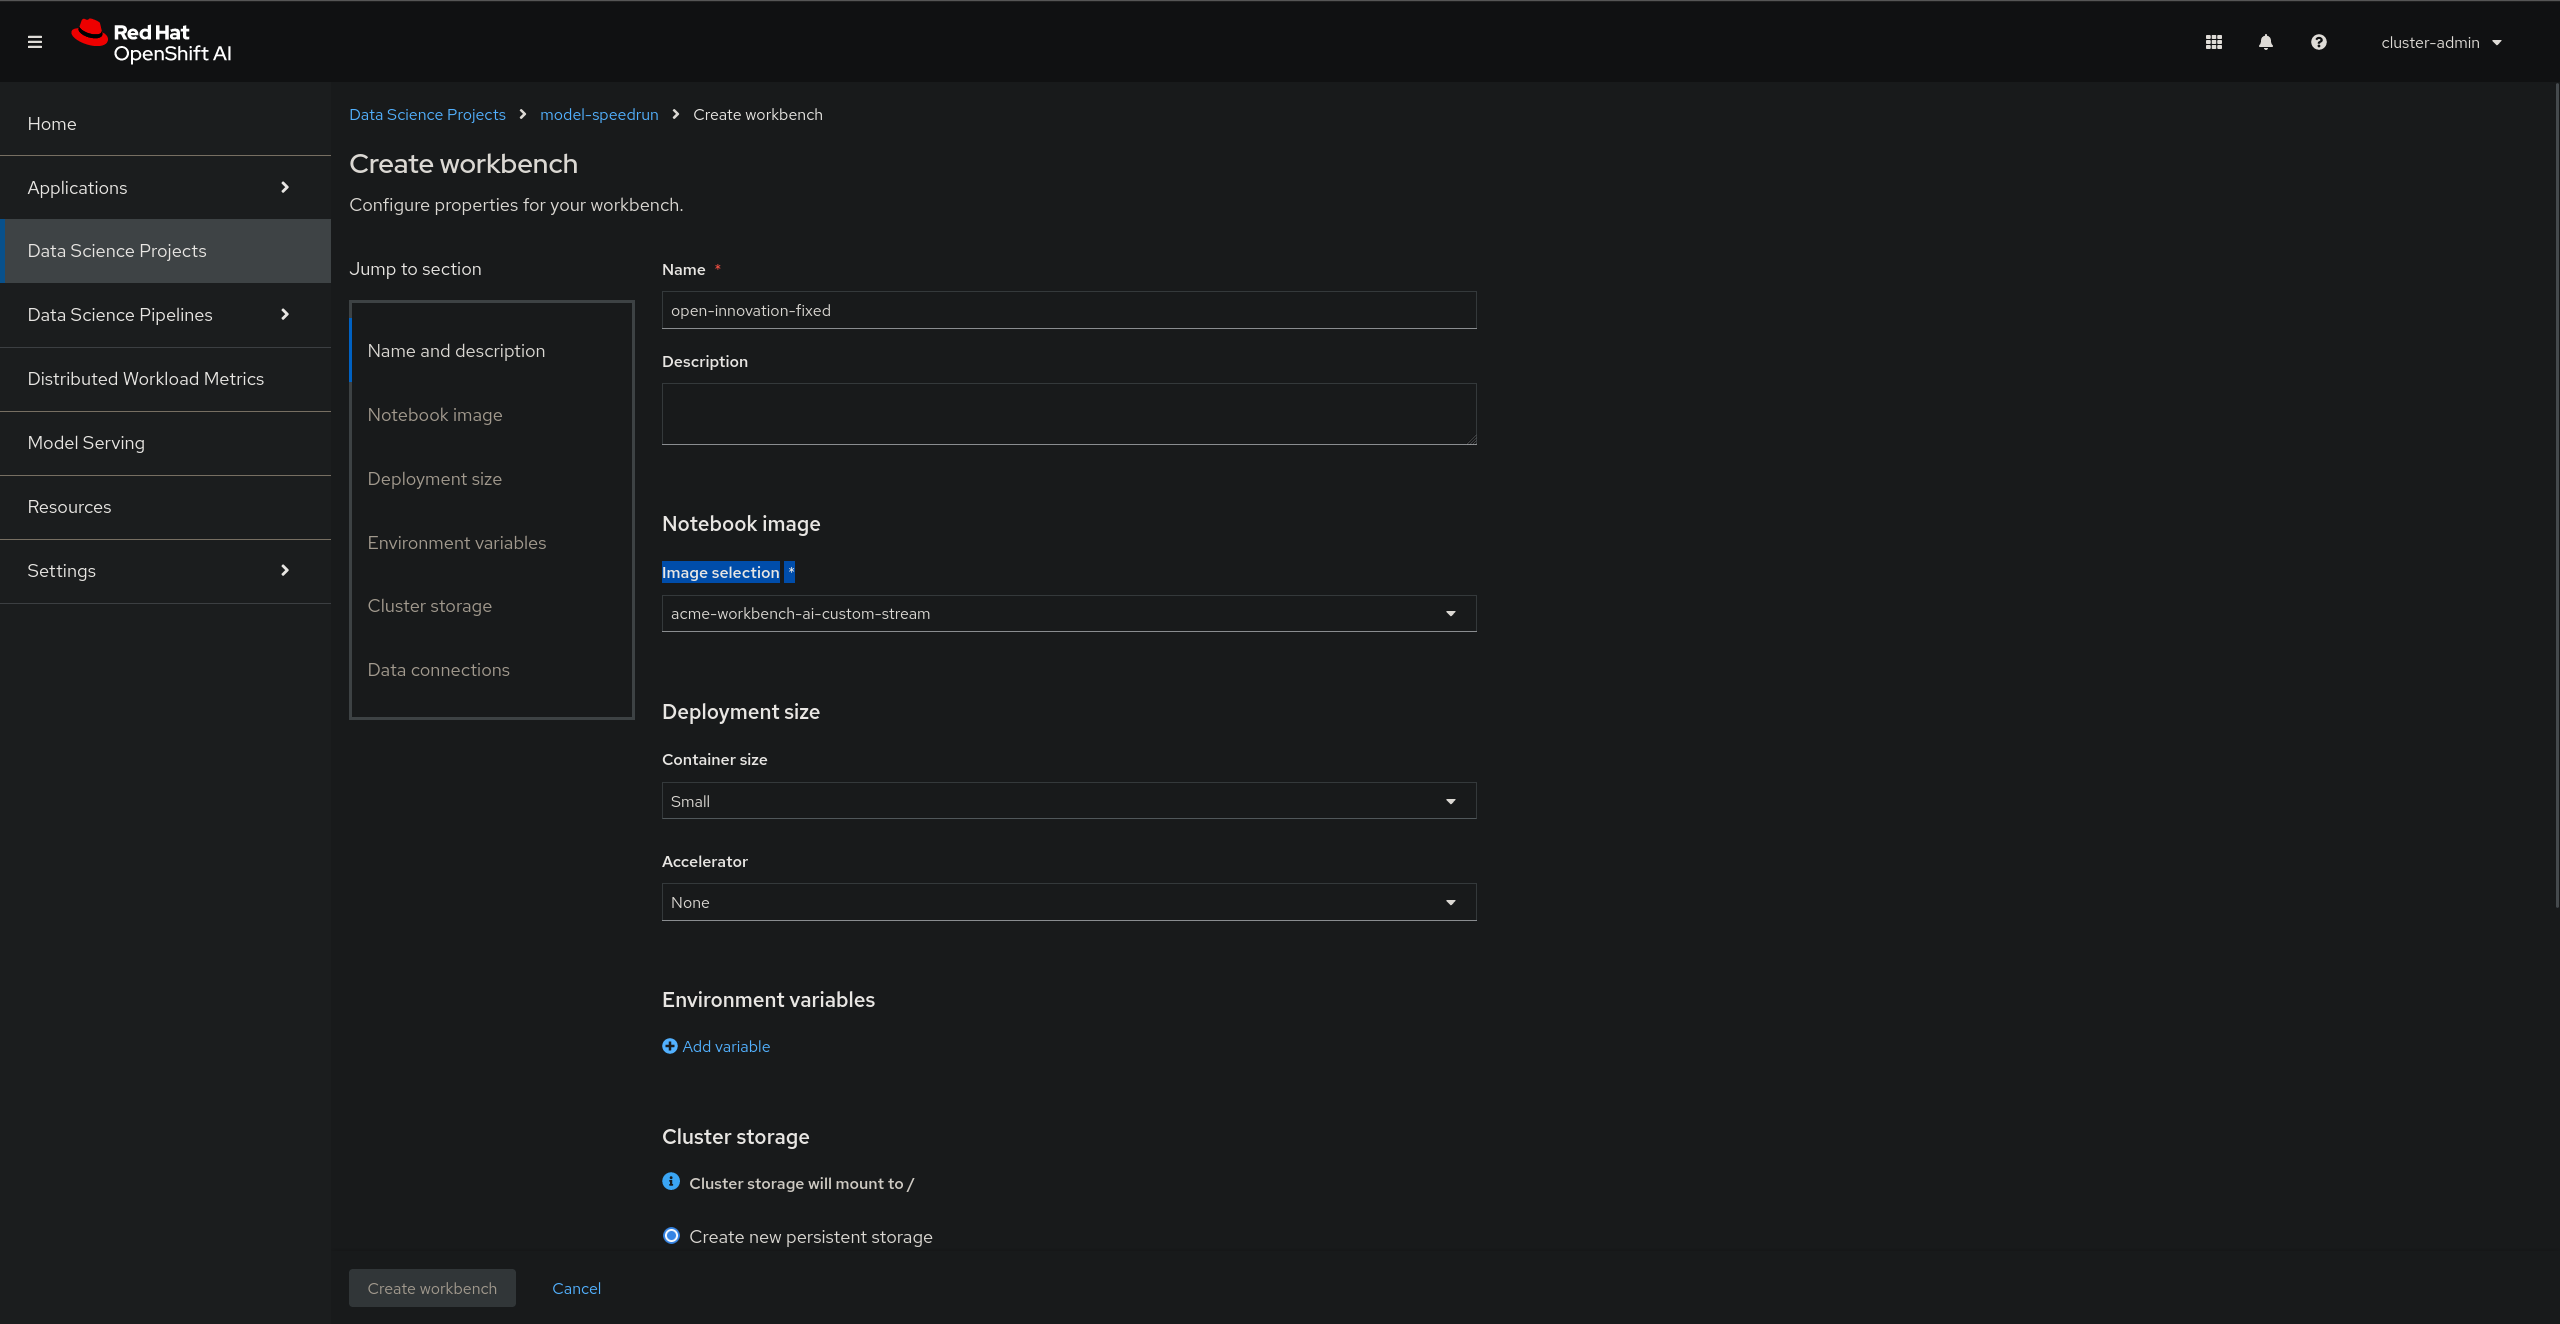 Red Hat
OpenShift AI
cluster-admin
Home
Applications
Data Science Projects
Data Science Pipelines
Distributed Workload Metrics
Model Serving
Resources
Settings
Data Science Projects > model-speedrun > Create workbench
Create workbench
Configure properties for your workbench.
Jump to section
Name and description
Notebook image
Deployment size
Environment variables
Cluster storage
Data connections
Name *
open-innovation-fixed
Description
Notebook image
Image selection *
acme-workbench-ai-custom-stream
Deployment size
Container size
Small
Accelerator
None
Environment variables
Add variable
Cluster storage
Cluster storage will mount to /
Create new persistent storage
Create workbench
Cancel